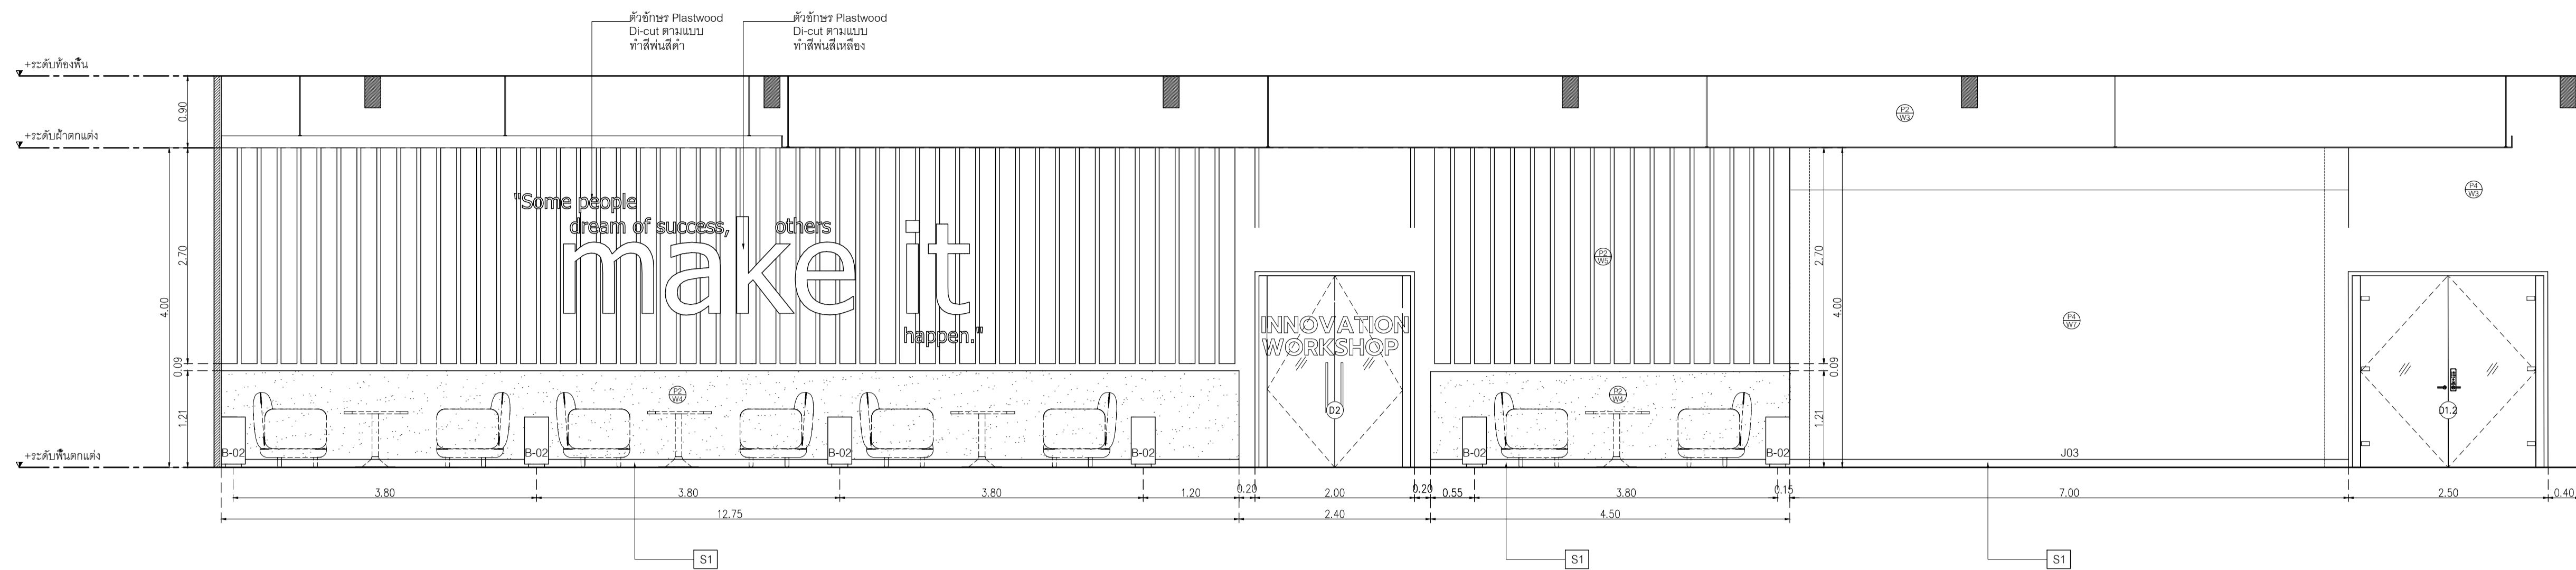 ตัวอักษร Plastwood
Di-cut ตามแบบ
ทำสีพ่นสีดำ
ตัวอักษร Plastwood
Di-cut ตามแบบ
ทำสีพ่นสีเหลือง
+ระดับท้องพื้น
0.90
+ระดับฝ้าตกแต่ง
P2
W3
P4
W3
"Some people
dream of success, others
make it
happen."
2.70
4.00
0.09
1.21
P2
W5
2.70
4.00
0.09
1.21
P4
W7
INNOVATION
WORKSHOP
D2
D1.2
P2
W4
P2
W4
B-02
B-02
B-02
B-02
B-02
B-02
J03
+ระดับพื้นตกแต่ง
3.80
3.80
3.80
1.20
0.20
2.00
0.20
0.55
3.80
0.15
7.00
2.50
0.40
12.75
2.40
4.50
S1
S1
S1